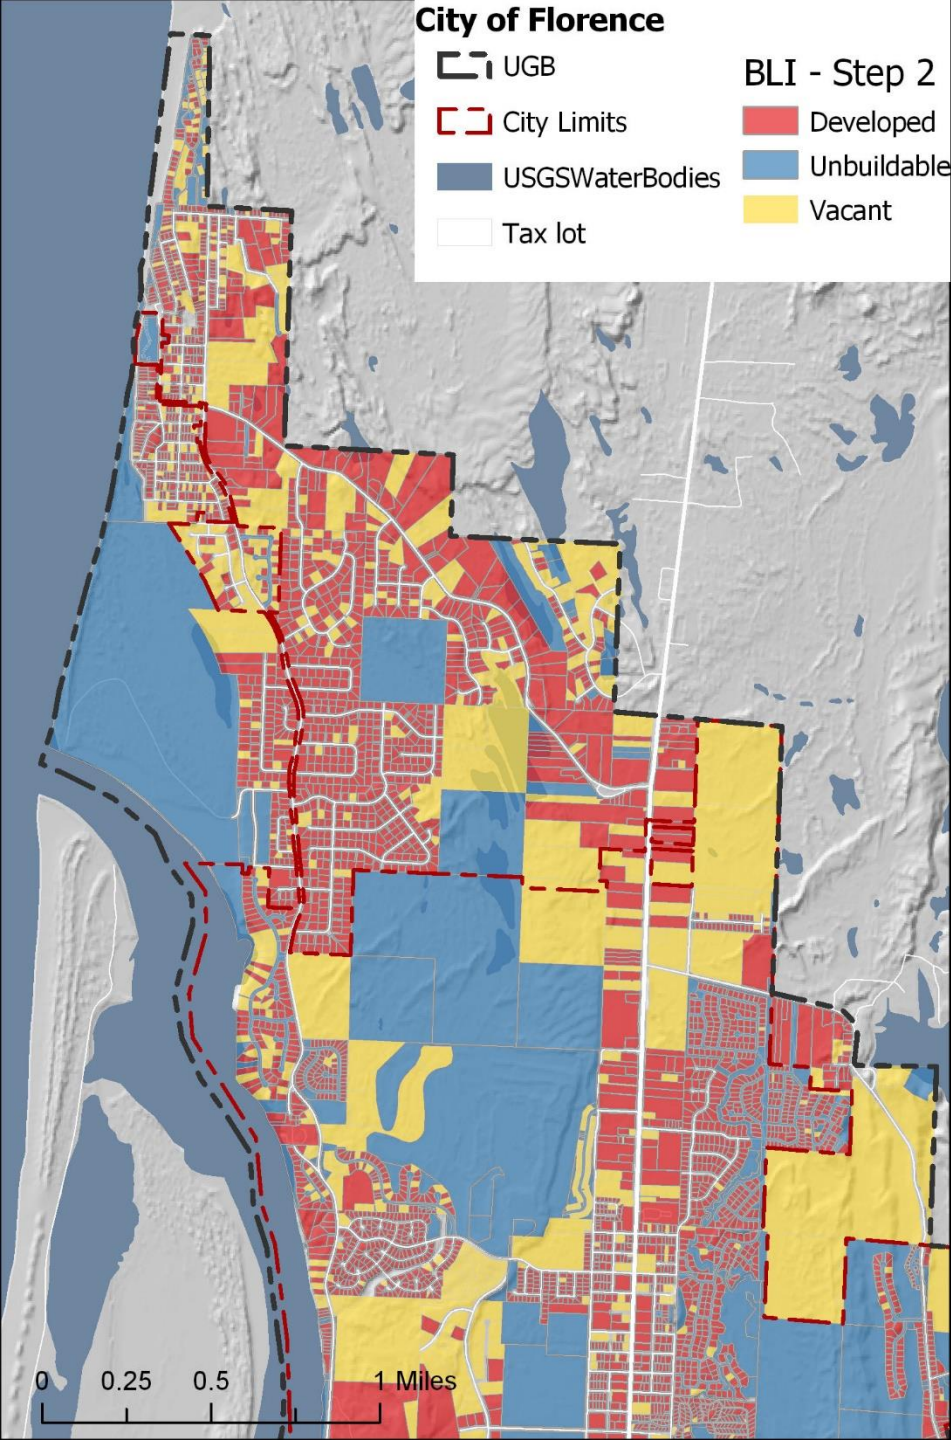 City of Florence
UGB
City Limits
USGSWaterBodies
Tax lot
BLI - Step 2
Developed
Unbuildable
Vacant
0 0.25 0.5 1 Miles